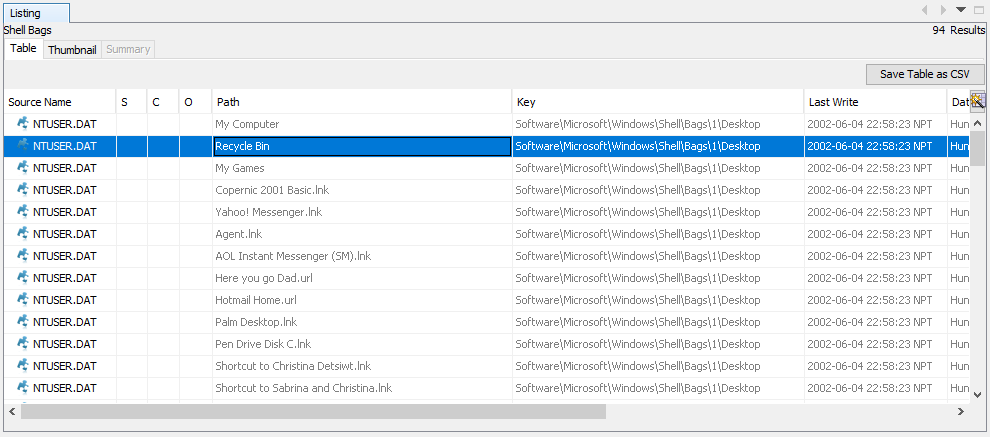 Listing
Shell Bags 94 Results
Table Thumbnail Summary
Save Table as CSV
Source Name S C O Path Key Last Write Dat
NTUSER.DAT My Computer Software\Microsoft\Windows\Shell\Bags\1\Desktop 2002-06-04 22:58:23 NPT Hun
NTUSER.DAT Recycle Bin Software\Microsoft\Windows\Shell\Bags\1\Desktop 2002-06-04 22:58:23 NPT Hun
NTUSER.DAT My Games Software\Microsoft\Windows\Shell\Bags\1\Desktop 2002-06-04 22:58:23 NPT Hun
NTUSER.DAT Copernic 2001 Basic.lnk Software\Microsoft\Windows\Shell\Bags\1\Desktop 2002-06-04 22:58:23 NPT Hun
NTUSER.DAT Yahoo! Messenger.lnk Software\Microsoft\Windows\Shell\Bags\1\Desktop 2002-06-04 22:58:23 NPT Hun
NTUSER.DAT Agent.lnk Software\Microsoft\Windows\Shell\Bags\1\Desktop 2002-06-04 22:58:23 NPT Hun
NTUSER.DAT AOL Instant Messenger (SM).lnk Software\Microsoft\Windows\Shell\Bags\1\Desktop 2002-06-04 22:58:23 NPT Hun
NTUSER.DAT Here you go Dad.url Software\Microsoft\Windows\Shell\Bags\1\Desktop 2002-06-04 22:58:23 NPT Hun
NTUSER.DAT Hotmail Home.url Software\Microsoft\Windows\Shell\Bags\1\Desktop 2002-06-04 22:58:23 NPT Hun
NTUSER.DAT Palm Desktop.lnk Software\Microsoft\Windows\Shell\Bags\1\Desktop 2002-06-04 22:58:23 NPT Hun
NTUSER.DAT Pen Drive Disk C.lnk Software\Microsoft\Windows\Shell\Bags\1\Desktop 2002-06-04 22:58:23 NPT Hun
NTUSER.DAT Shortcut to Christina Detsiwt.lnk Software\Microsoft\Windows\Shell\Bags\1\Desktop 2002-06-04 22:58:23 NPT Hun
NTUSER.DAT Shortcut to Sabrina and Christina.lnk Software\Microsoft\Windows\Shell\Bags\1\Desktop 2002-06-04 22:58:23 NPT Hun